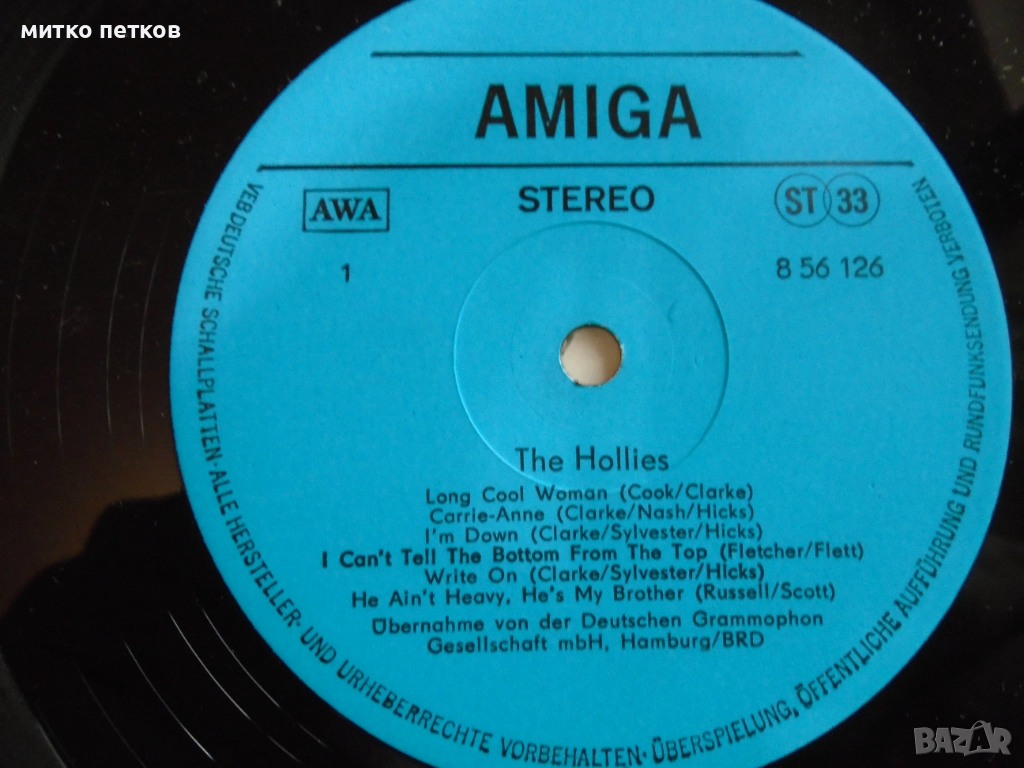 митко петков
AMIGA
AWA
STEREO
ST 33
1
8 56 126
The Hollies
Long Cool Woman (Cook/Clarke)
Carrie-Anne (Clarke/Nash/Hicks)
I'm Down (Clarke/Sylvester/Hicks)
I Can't Tell The Bottom From The Top (Fletcher/Flett)
Write On (Clarke/Sylvester/Hicks)
He Ain't Heavy, He's My Brother (Russell/Scott)
Übernahme von der Deutschen Grammophon
Gesellschaft mbH, Hamburg/BRD
VEB DEUTSCHE SCHALLPLATTEN · ALLE HERSTELLER- UND URHEBERRECHTE VORBEHALTEN · ÜBERSPIELUNG, ÖFFENTLICHE AUFFÜHRUNG UND RUNDFUNKSENDUNG VERBOTEN
BAZAR